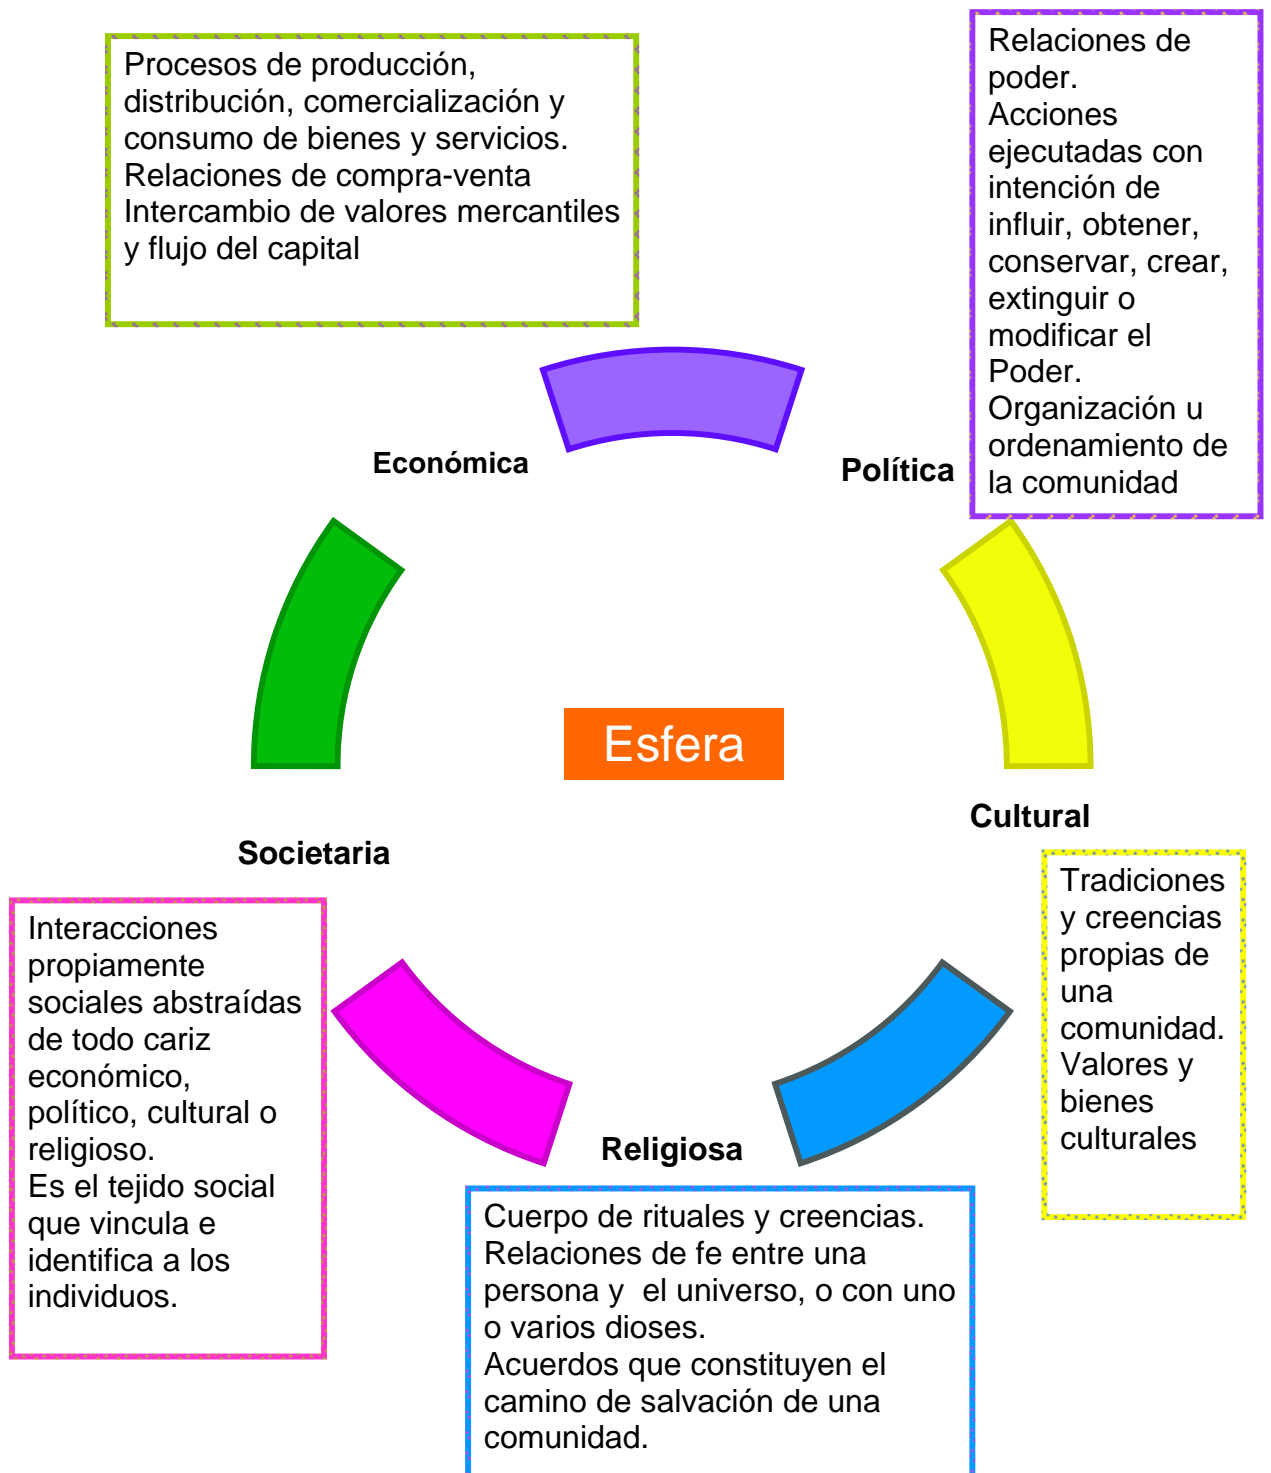 Procesos de producción,
distribución, comercialización y
consumo de bienes y servicios.
Relaciones de compra-venta
Intercambio de valores mercantiles
y flujo del capital
Relaciones de
poder.
Acciones
ejecutadas con
intención de
influir, obtener,
conservar, crear,
extinguir o
modificar el
Poder.
Organización u
ordenamiento de
la comunidad
Económica
Política
Esfera
Cultural
Tradiciones
y creencias
propias de
una
comunidad.
Valores y
bienes
culturales
Societaria
Interacciones
propiamente
sociales abstraídas
de todo cariz
económico,
político, cultural o
religioso.
Es el tejido social
que vincula e
identifica a los
individuos.
Religiosa
Cuerpo de rituales y creencias.
Relaciones de fe entre una
persona y  el universo, o con uno
o varios dioses.
Acuerdos que constituyen el
camino de salvación de una
comunidad.